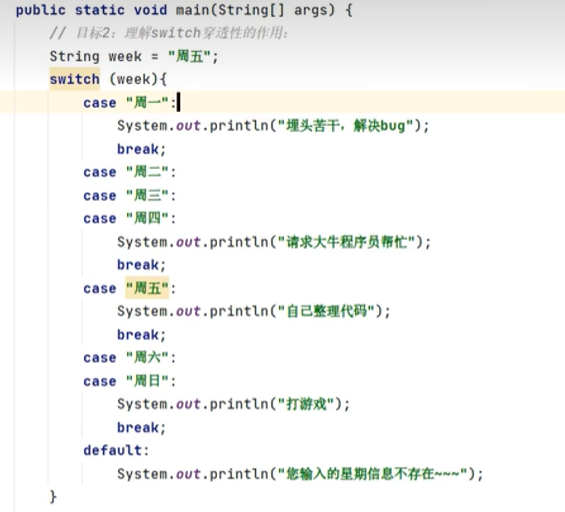 public static void main(String[] args) {
// 目标2：理解switch穿透性的作用：
String week = "周五";
switch (week){
case "周一":
System.out.println("埋头苦干，解决bug");
break;
case "周二":
case "周三":
case "周四":
System.out.println("请求大牛程序员帮忙");
break;
case "周五":
System.out.println("自己整理代码");
break;
case "周六":
case "周日":
System.out.println("打游戏");
break;
default:
System.out.println("您输入的星期信息不存在~~~");
}